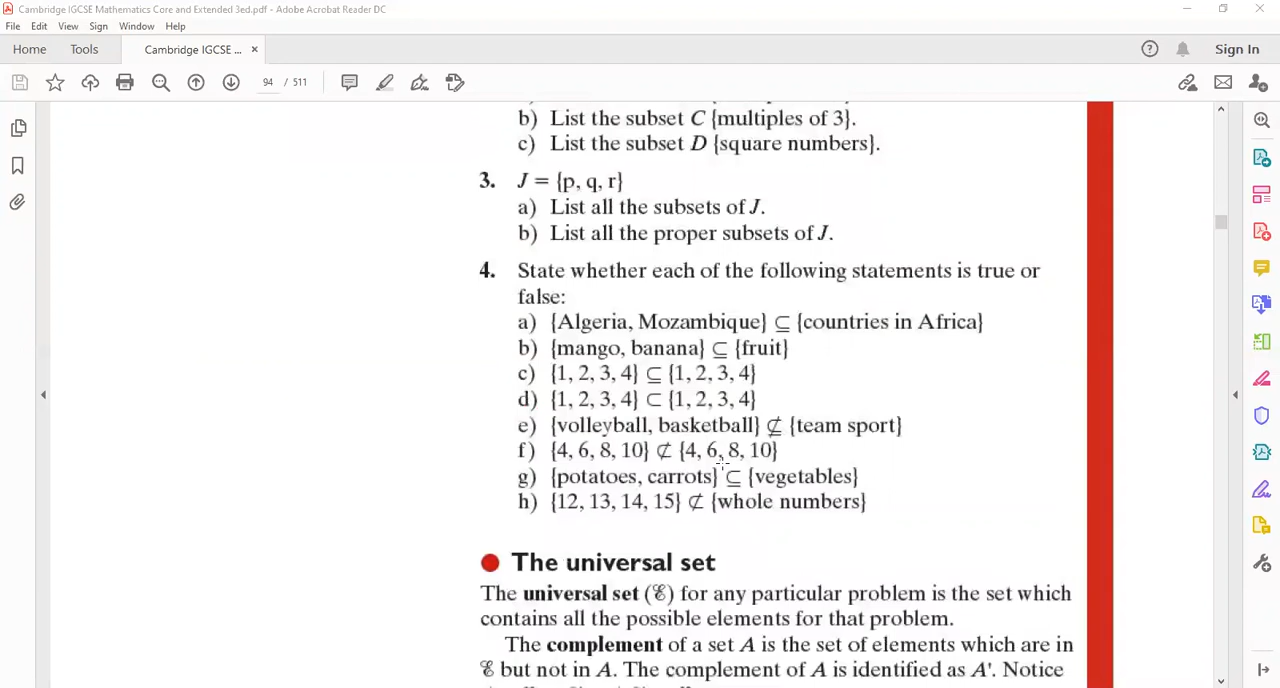 Cambridge IGCSE Mathematics Core and Extended 3ed.pdf - Adobe Acrobat Reader DC
File Edit View Sign Window Help
Home Tools Cambridge IGCSE ... × Sign In
94 / 511
b) List the subset C {multiples of 3}.
c) List the subset D {square numbers}.
3. J = {p, q, r}
a) List all the subsets of J.
b) List all the proper subsets of J.
4. State whether each of the following statements is true or
false:
a) {Algeria, Mozambique} ⊆ {countries in Africa}
b) {mango, banana} ⊆ {fruit}
c) {1, 2, 3, 4} ⊆ {1, 2, 3, 4}
d) {1, 2, 3, 4} ⊂ {1, 2, 3, 4}
e) {volleyball, basketball} ⊈ {team sport}
f) {4, 6, 8, 10} ⊄ {4, 6, 8, 10}
g) {potatoes, carrots} ⊆ {vegetables}
h) {12, 13, 14, 15} ⊄ {whole numbers}
● The universal set
The universal set (ℰ) for any particular problem is the set which
contains all the possible elements for that problem.
The complement of a set A is the set of elements which are in
ℰ but not in A. The complement of A is identified as A'. Notice